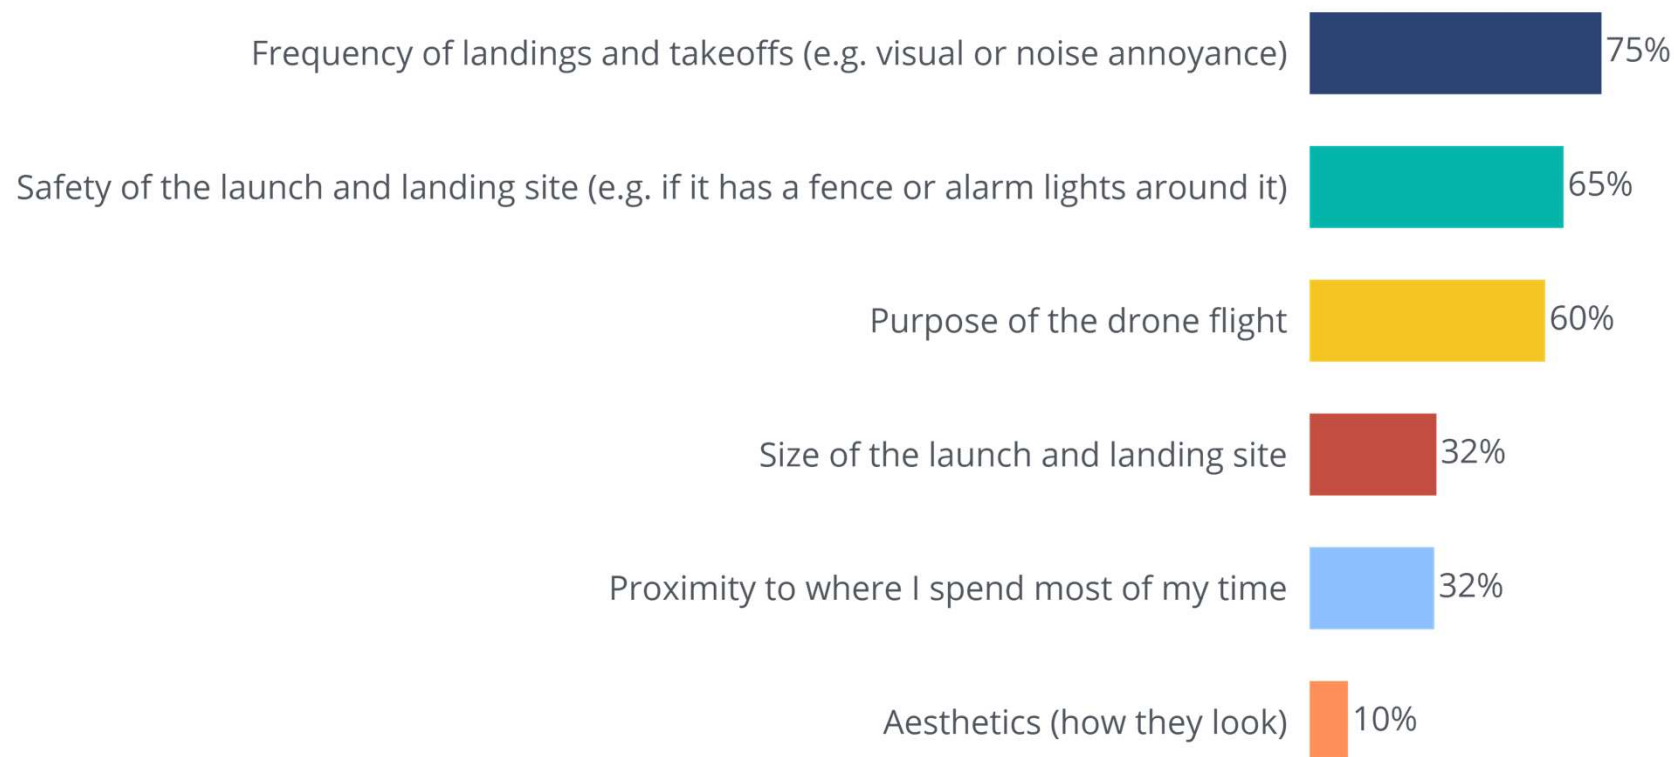 Frequency of landings and takeoffs (e.g. visual or noise annoyance) 75%
Safety of the launch and landing site (e.g. if it has a fence or alarm lights around it) 65%
Purpose of the drone flight 60%
Size of the launch and landing site 32%
Proximity to where I spend most of my time 32%
Aesthetics (how they look) 10%